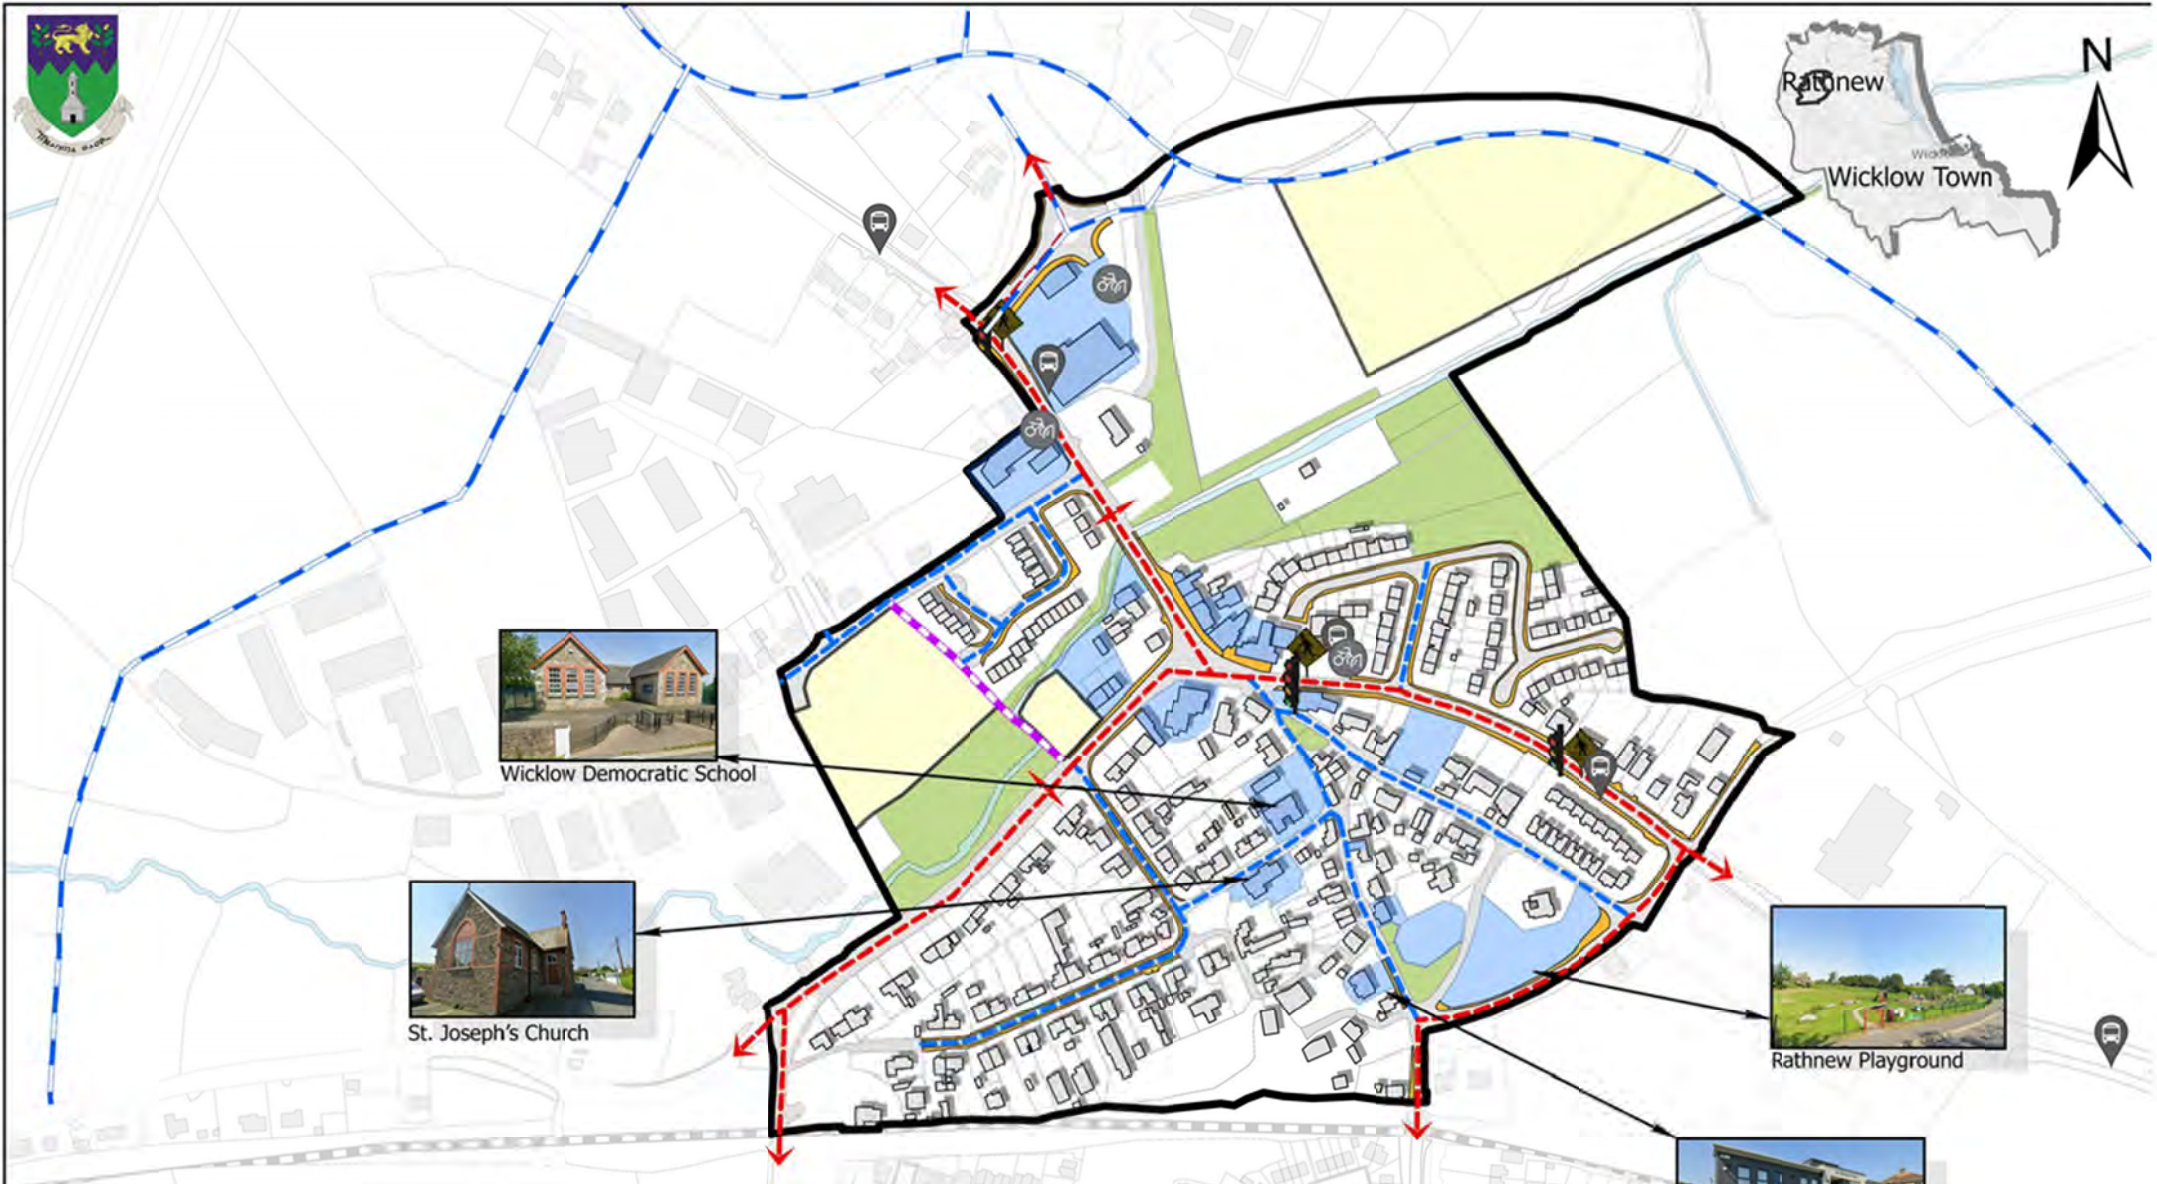 N
Rathnew
Wicklow Town
Wicklow Democratic School
St. Joseph's Church
Rathnew Playground